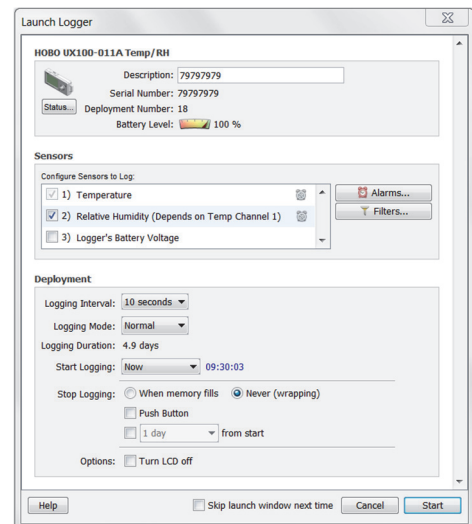 Launch Logger
HOBO UX100-011A Temp/RH
Description: 79797979
Serial Number: 79797979
Status... Deployment Number: 18
Battery Level: 100 %
Sensors
Configure Sensors to Log:
1) Temperature
Alarms...
2) Relative Humidity (Depends on Temp Channel 1)
Filters...
3) Logger's Battery Voltage
Deployment
Logging Interval: 10 seconds
Logging Mode: Normal
Logging Duration: 4.9 days
Start Logging: Now 09:30:03
Stop Logging: When memory fills Never (wrapping)
Push Button
1 day from start
Options: Turn LCD off
Help Skip launch window next time Cancel Start